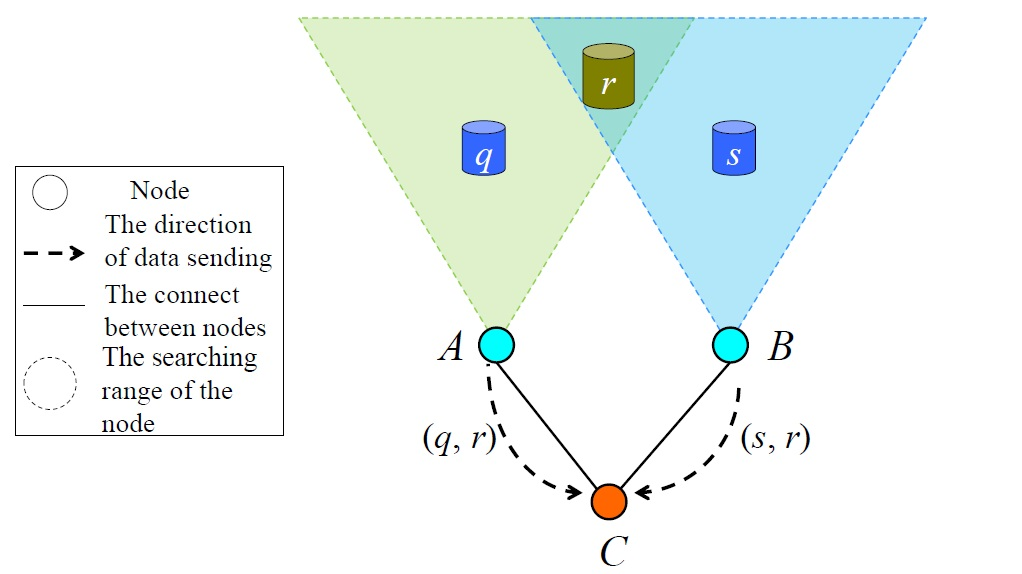 r
q
s
Node
The direction
of data sending
The connect
between nodes
The searching
range of the
node
A
B
(q, r)
(s, r)
C